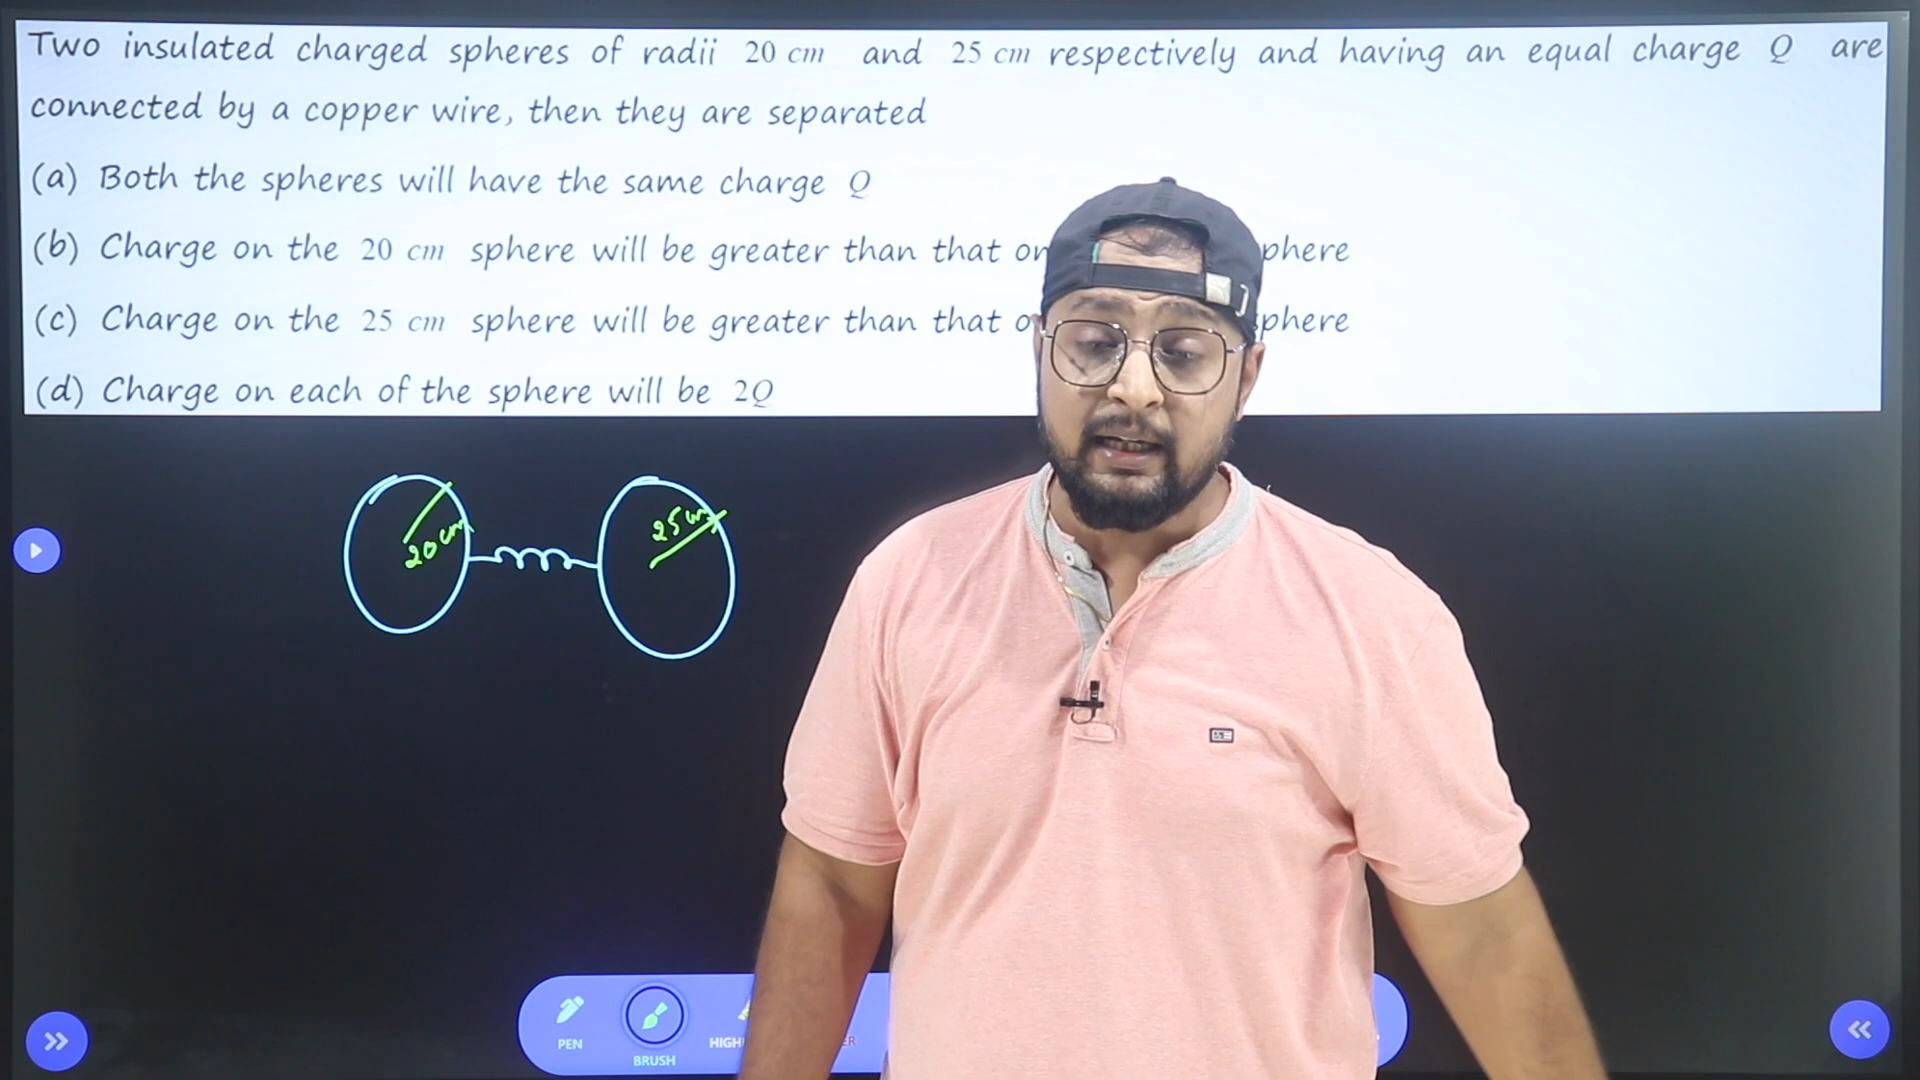 Two insulated charged spheres of radii 20 cm and 25 cm respectively and having an equal charge Q are
connected by a copper wire, then they are separated
(a) Both the spheres will have the same charge Q
(b) Charge on the 20 cm sphere will be greater than that
(c) Charge on the 25 cm sphere will be greater than that
(d) Charge on each of the sphere will be 2Q
20 cm
25 cm
PEN
BRUSH